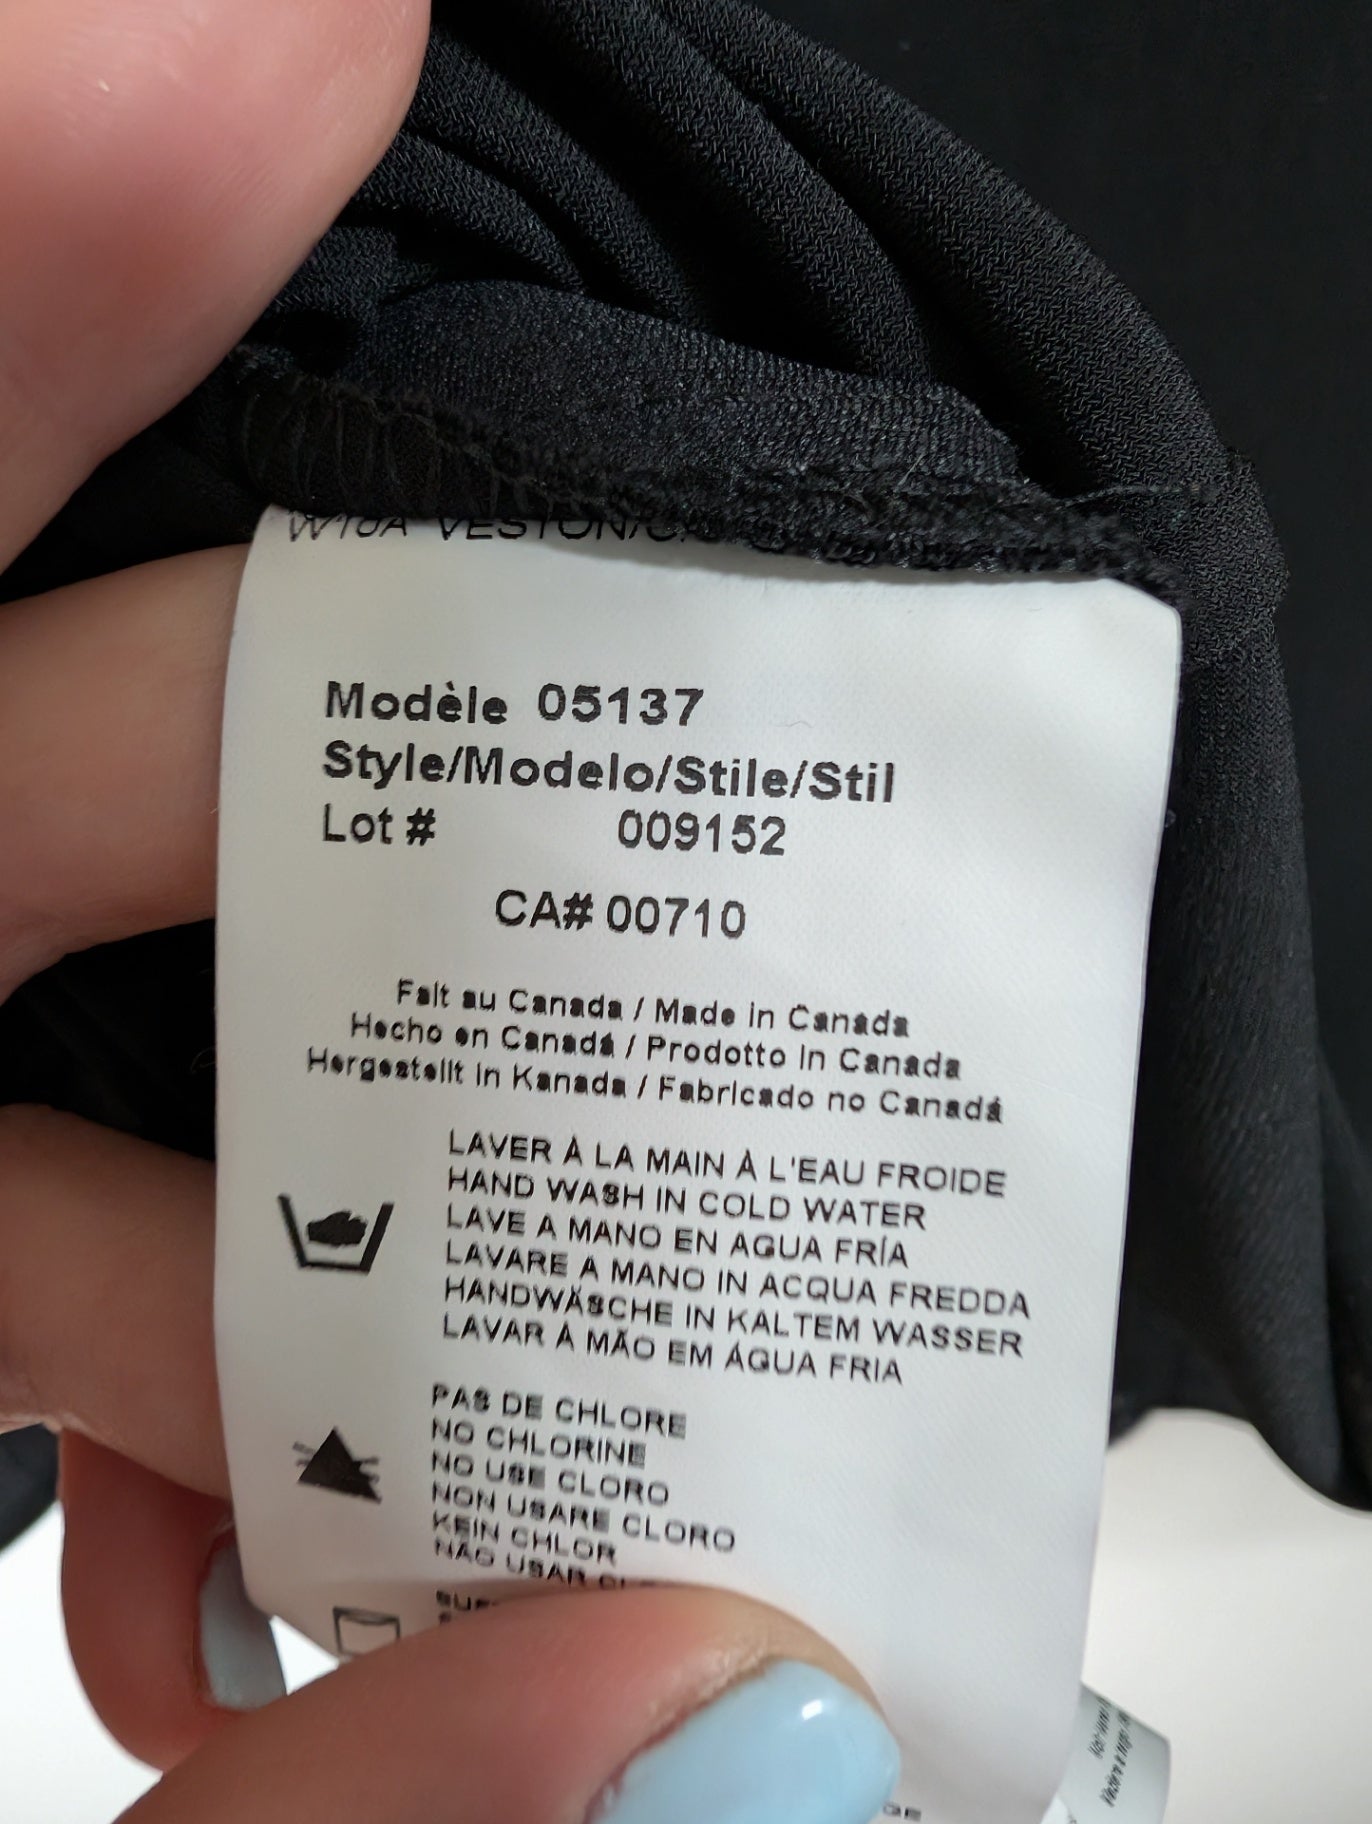 Modèle 05137
Style/Modelo/Stile/Stil
Lot # 009152
CA# 00710
Fait au Canada / Made in Canada
Hecho en Canadá / Prodotto in Canada
Hergestellt in Kanada / Fabricado no Canadá
LAVER À LA MAIN À L'EAU FROIDE
HAND WASH IN COLD WATER
LAVE A MANO EN AGUA FRÍA
LAVARE A MANO IN ACQUA FREDDA
HANDWÄSCHE IN KALTEM WASSER
LAVAR À MÃO EM ÁGUA FRIA
PAS DE CHLORE
NO CHLORINE
NO USE CLORO
NON USARE CLORO
KEIN CHLOR
NÃO USAR